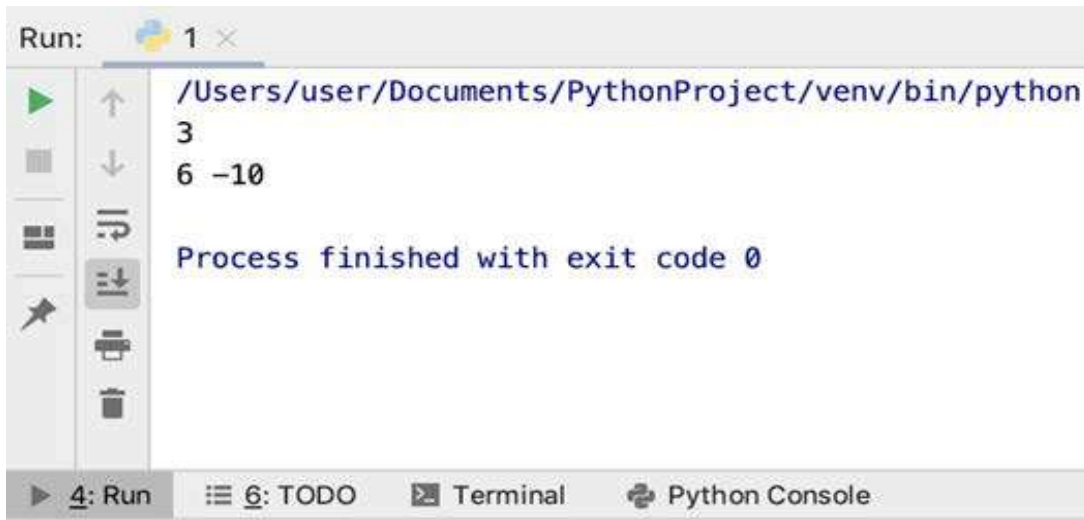 Run: 1
/Users/user/Documents/PythonProject/venv/bin/python
3
6 -10
Process finished with exit code 0
4: Run 6: TODO Terminal Python Console